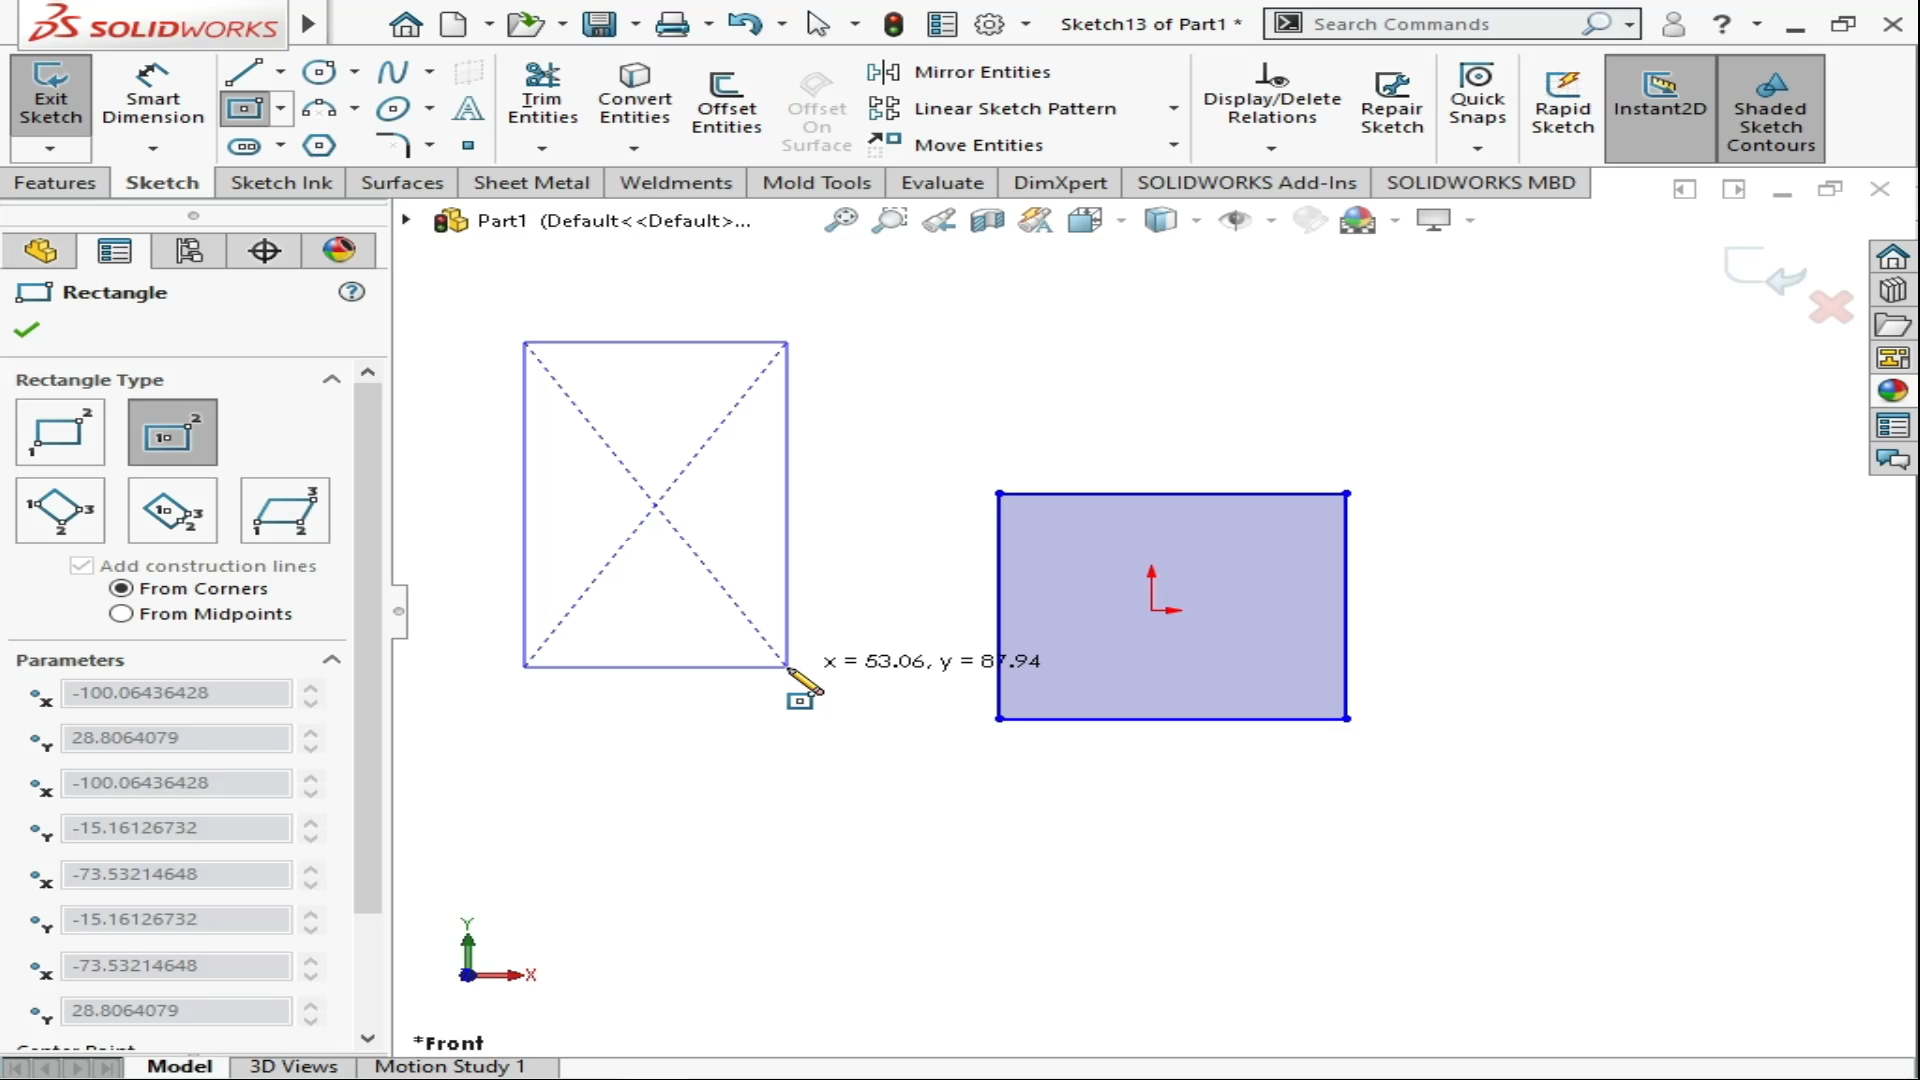 SOLIDWORKS
Sketch13 of Part1 *
Search Commands
?
Exit Sketch
Smart Dimension
Trim Entities
Convert Entities
Offset Entities
Offset On Surface
Mirror Entities
Linear Sketch Pattern
Move Entities
Display/Delete Relations
Repair Sketch
Quick Snaps
Rapid Sketch
Instant2D
Shaded Sketch Contours
Features
Sketch
Sketch Ink
Surfaces
Sheet Metal
Weldments
Mold Tools
Evaluate
DimXpert
SOLIDWORKS Add-Ins
SOLIDWORKS MBD
Part1 (Default<<Default>...
Rectangle
?
Rectangle Type
Add construction lines
From Corners
From Midpoints
Parameters
-100.06436428
28.8064079
-100.06436428
-15.16126732
-73.53214648
-15.16126732
-73.53214648
28.8064079
x = 53.06, y = 87.94
Y
X
*Front
Model
3D Views
Motion Study 1